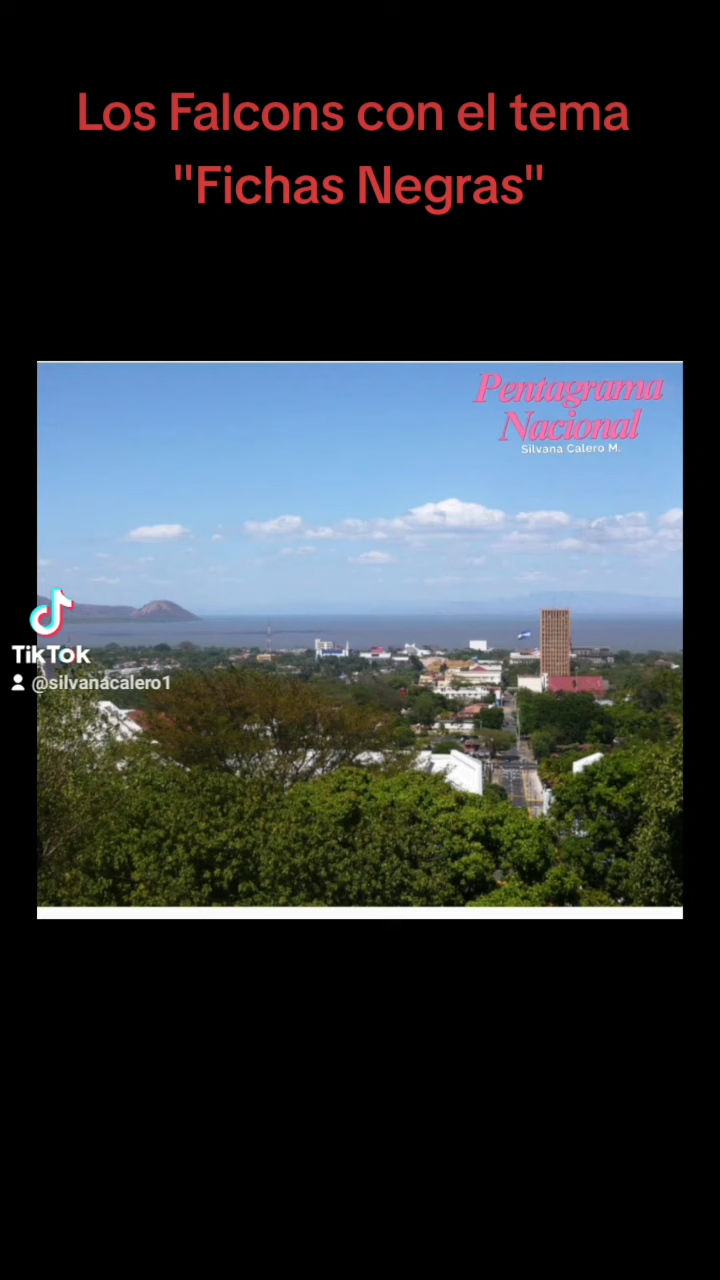 Los Falcons con el tema
"Fichas Negras"
Pentagrama
Nacional
Silvana Calero M.
TikTok
@silvanacalero1